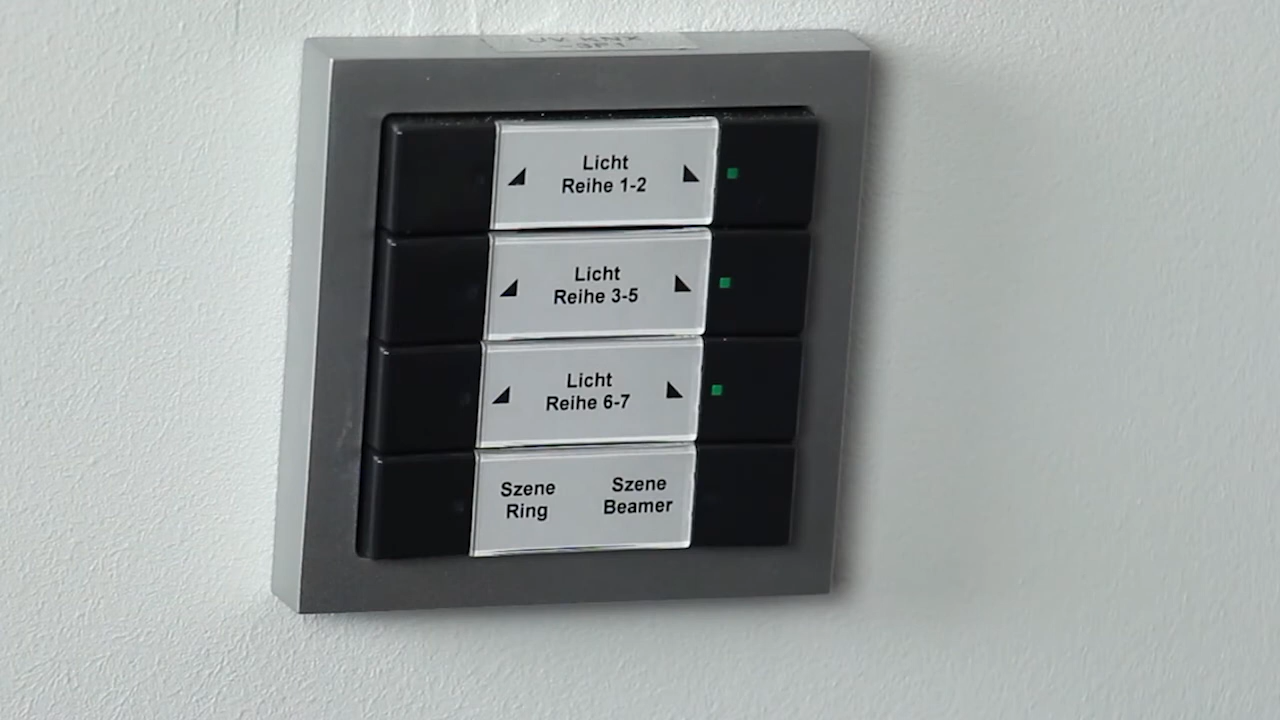 Licht
Reihe 1-2
Licht
Reihe 3-5
Licht
Reihe 6-7
Szene Szene
Ring Beamer